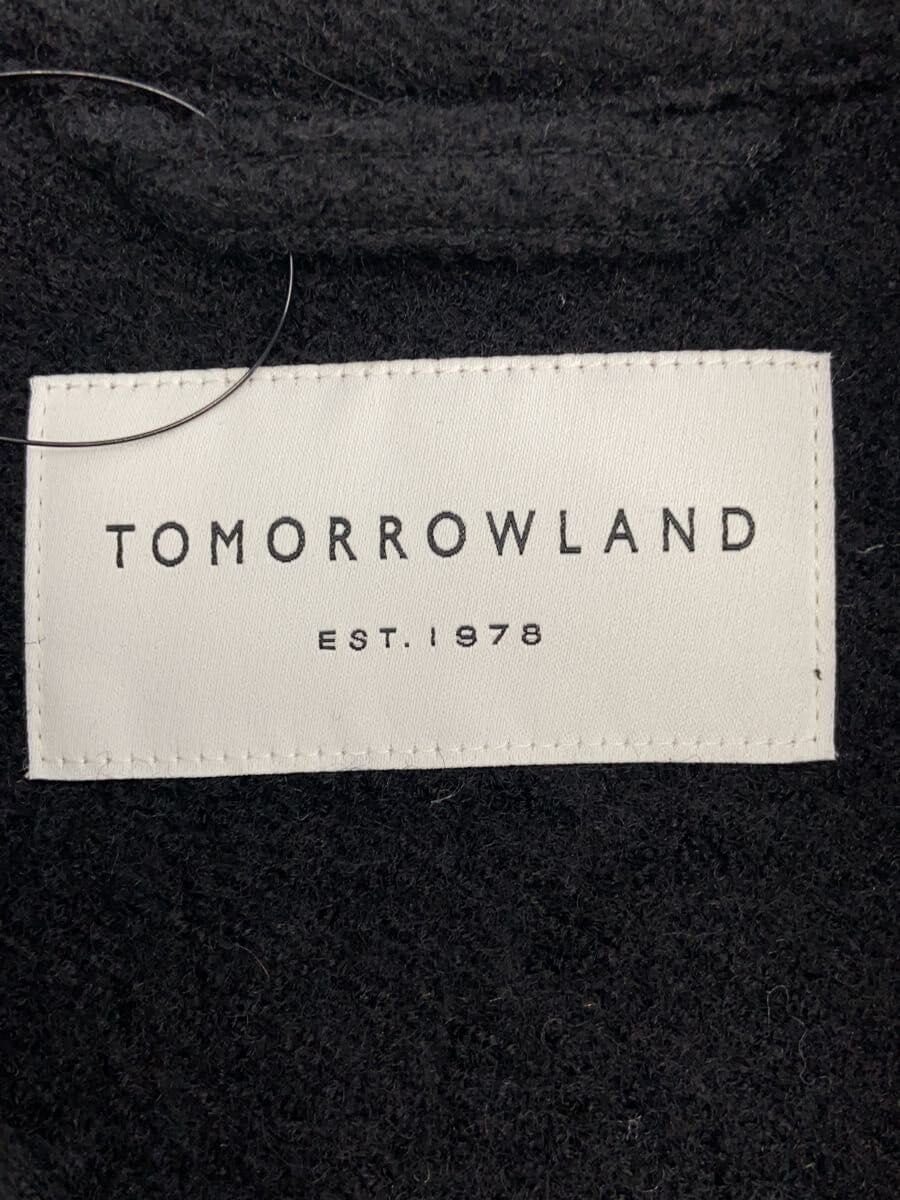 TOMORROWLAND
EST. 1978